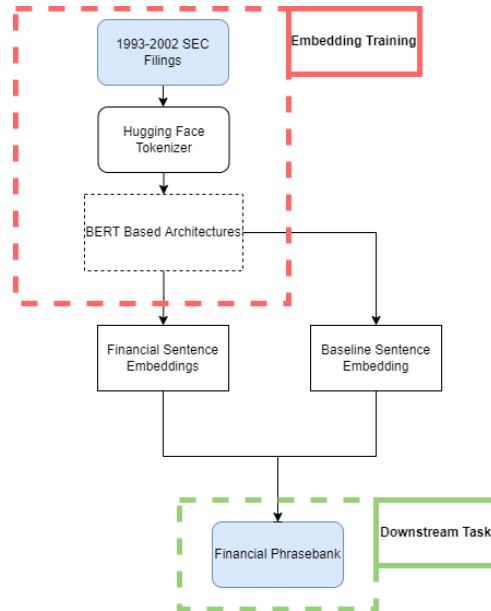 1993-2002 SEC
Filings
Embedding Training
Hugging Face
Tokenizer
BERT Based Architectures
Financial Sentence
Embeddings
Baseline Sentence
Embedding
Downstream Task
Financial Phrasebank